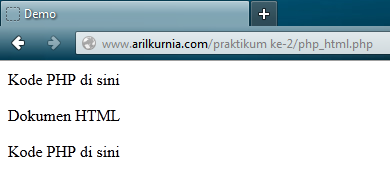 Demo
www.arilkurnia.com/praktikum ke-2/php_html.php
Kode PHP di sini
Dokumen HTML
Kode PHP di sini